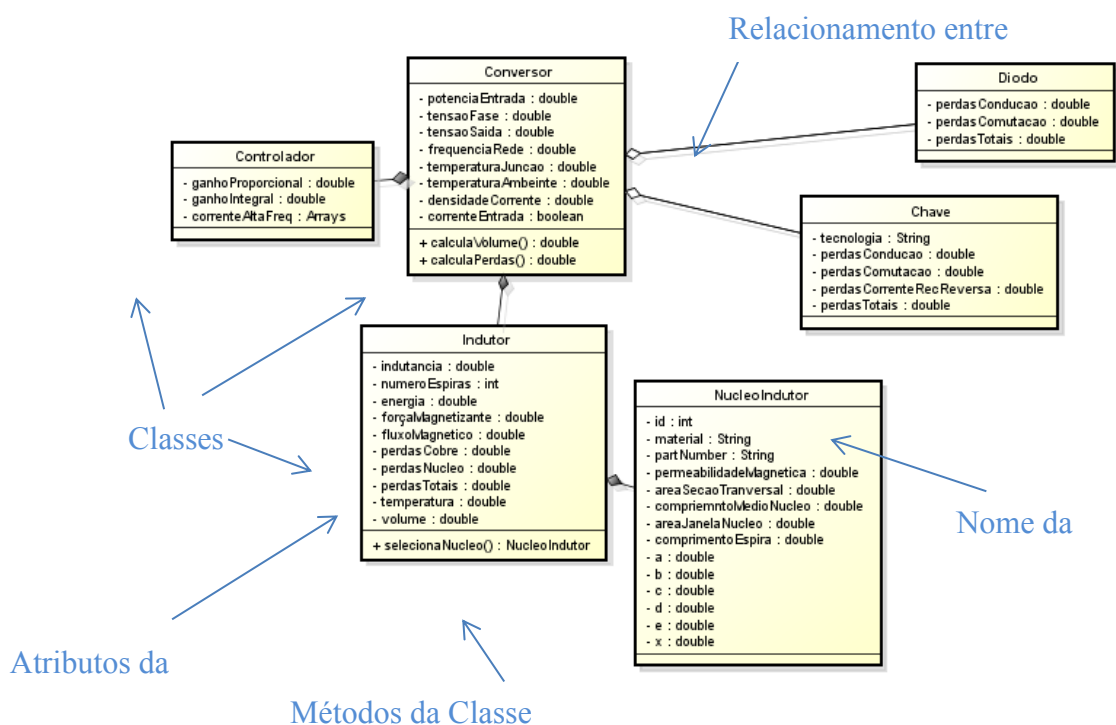 Relacionamento entre
Conversor
- potenciaEntrada : double
- tensaoFase : double
- tensaoSaida : double
- frequenciaRede : double
- temperaturaJuncao : double
- temperaturaAmbeinte : double
- densidadeCorrente : double
- correnteEntrada : boolean
+ calculaVolume() : double
+ calculaPerdas() : double
Diodo
- perdasConducao : double
- perdasComutacao : double
- perdasTotais : double
Controlador
- ganhoProporcional : double
- ganhoIntegral : double
- correnteAltaFreq : Arrays
Chave
- tecnologia : String
- perdasConducao : double
- perdasComutacao : double
- perdasCorrenteRecReversa : double
- perdasTotais : double
Indutor
- indutancia : double
- numeroEspiras : int
- energia : double
- forçaMagnetizante : double
- fluxoMagnetico : double
- perdasCobre : double
- perdasNucleo : double
- perdasTotais : double
- temperatura : double
- volume : double
+ selecionaNucleo() : NucleoIndutor
NucleoIndutor
- id : int
- material : String
- partNumber : String
- permeabilidadeMagnetica : double
- areaSecaoTranversal : double
- compriemntoMedioNucleo : double
- areaJanelaNucleo : double
- comprimentoEspira : double
- a : double
- b : double
- c : double
- d : double
- e : double
- x : double
Classes
Nome da
Atributos da
Métodos da Classe